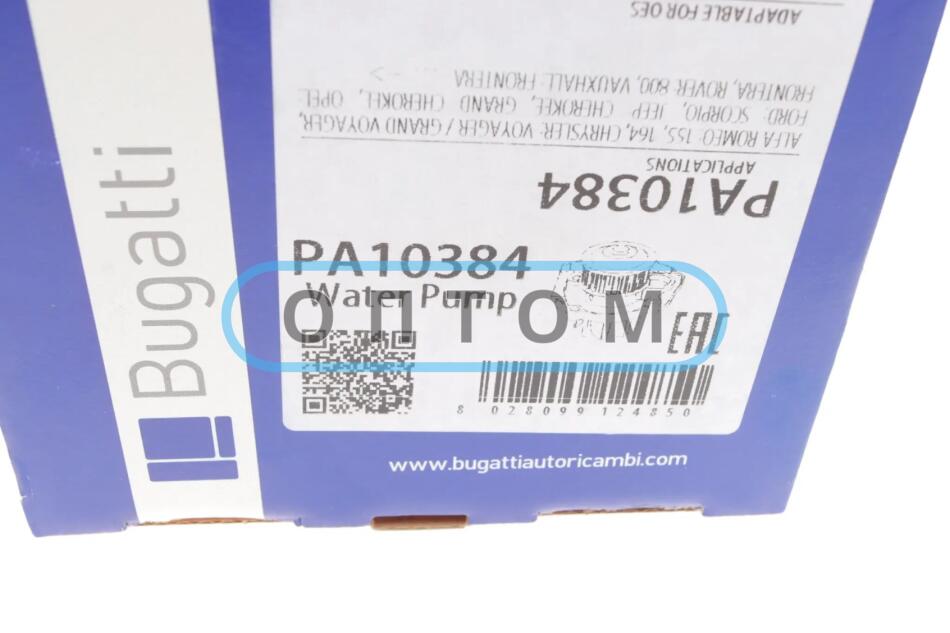 ADAPTABLE FOR OES
PA10384
APPLICATIONS
ALFA ROMEO: 155, 164, CHRYSLER: VOYAGER / GRAND VOYAGER,
FORD: SCORPIO, JEEP: CHEROKEE, GRAND CHEROKEE, OPEL:
FRONTERA, ROVER: 800, VAUXHALL: FRONTERA
PA10384
Water Pump
ОПТОМ
EAC
8 028099 124850
Bugatti
www.bugattiautoricambi.com